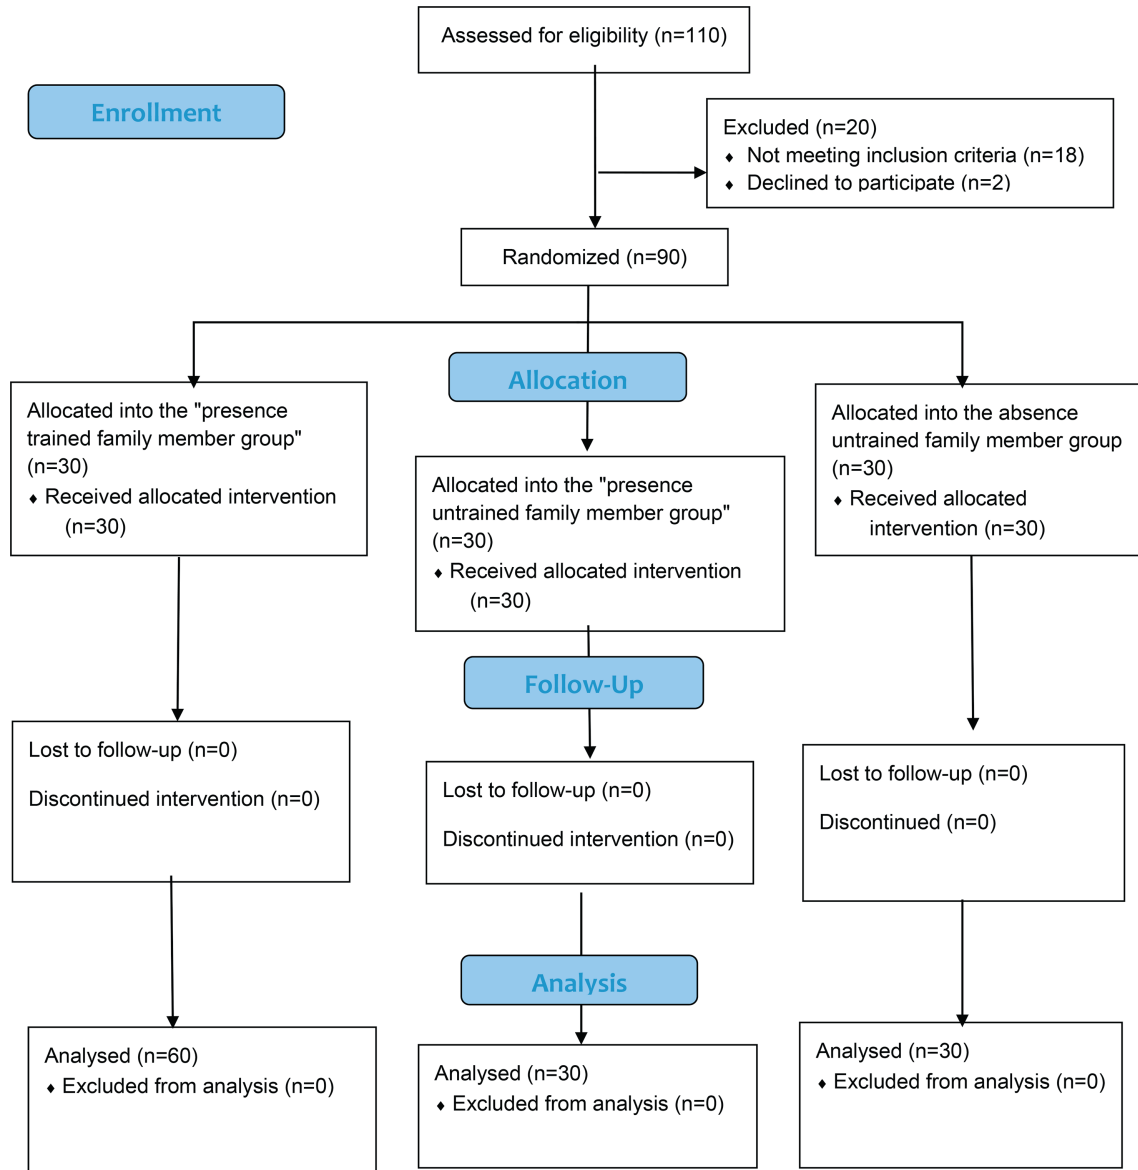 Assessed for eligibility (n=110)
Enrollment
Excluded (n=20)
♦ Not meeting inclusion criteria (n=18)
♦ Declined to participate (n=2)
Randomized (n=90)
Allocation
Allocated into the "presence
trained family member group"
(n=30)
♦ Received allocated intervention
(n=30)
Allocated into the "presence
untrained family member group"
(n=30)
♦ Received allocated intervention
(n=30)
Allocated into the absence
untrained family member group
(n=30)
♦ Received allocated
intervention (n=30)
Follow-Up
Lost to follow-up (n=0)
Discontinued intervention (n=0)
Lost to follow-up (n=0)
Discontinued intervention (n=0)
Lost to follow-up (n=0)
Discontinued (n=0)
Analysis
Analysed (n=60)
♦ Excluded from analysis (n=0)
Analysed (n=30)
♦ Excluded from analysis (n=0)
Analysed (n=30)
♦ Excluded from analysis (n=0)